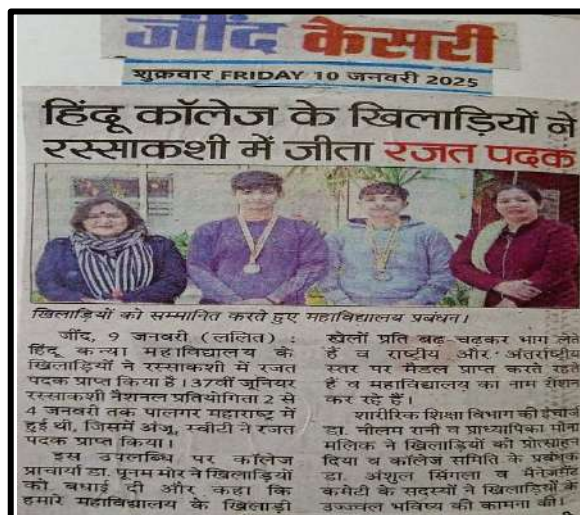 जींद केसरी
शुक्रवार FRIDAY 10 जनवरी 2025
हिंदू कॉलेज के खिलाड़ियों ने
रस्साकशी में जीता रजत पदक
खिलाड़ियों को सम्मानित करते हुए महाविद्यालय प्रबंधन।
जींद, 9 जनवरी (ललित) :
हिंदू कन्या महाविद्यालय के
खिलाड़ियों ने रस्साकशी में रजत
पदक प्राप्त किया है। 37वीं जूनियर
रस्साकशी नैशनल प्रतियोगिता 2 से
4 जनवरी तक पालगर महाराष्ट्र में
हुई थी, जिसमें अंजू, स्वीटी ने रजत
पदक प्राप्त किया।
इस उपलब्धि पर कॉलेज
प्राचार्या डा. पूनम मोर ने खिलाड़ियों
को बधाई दी और कहा कि
हमारे महाविद्यालय के खिलाड़ी
खेलों प्रति बढ़-चढ़कर भाग लेते
हैं व राष्ट्रीय और अंतर्राष्ट्रीय
स्तर पर मैडल प्राप्त करते रहते
हैं व महाविद्यालय का नाम रोशन
कर रहे हैं।
शारीरिक शिक्षा विभाग की इंचार्ज
डा. नीलम रानी व प्राध्यापिका मोना
मलिक ने खिलाड़ियों को प्रोत्साहन
दिया व कॉलेज समिति के प्रबंधक
डा. अंशुल सिंगला व मैनेजमैंट
कमेटी के सदस्यों ने खिलाड़ियों के
उज्ज्वल भविष्य की कामना की।